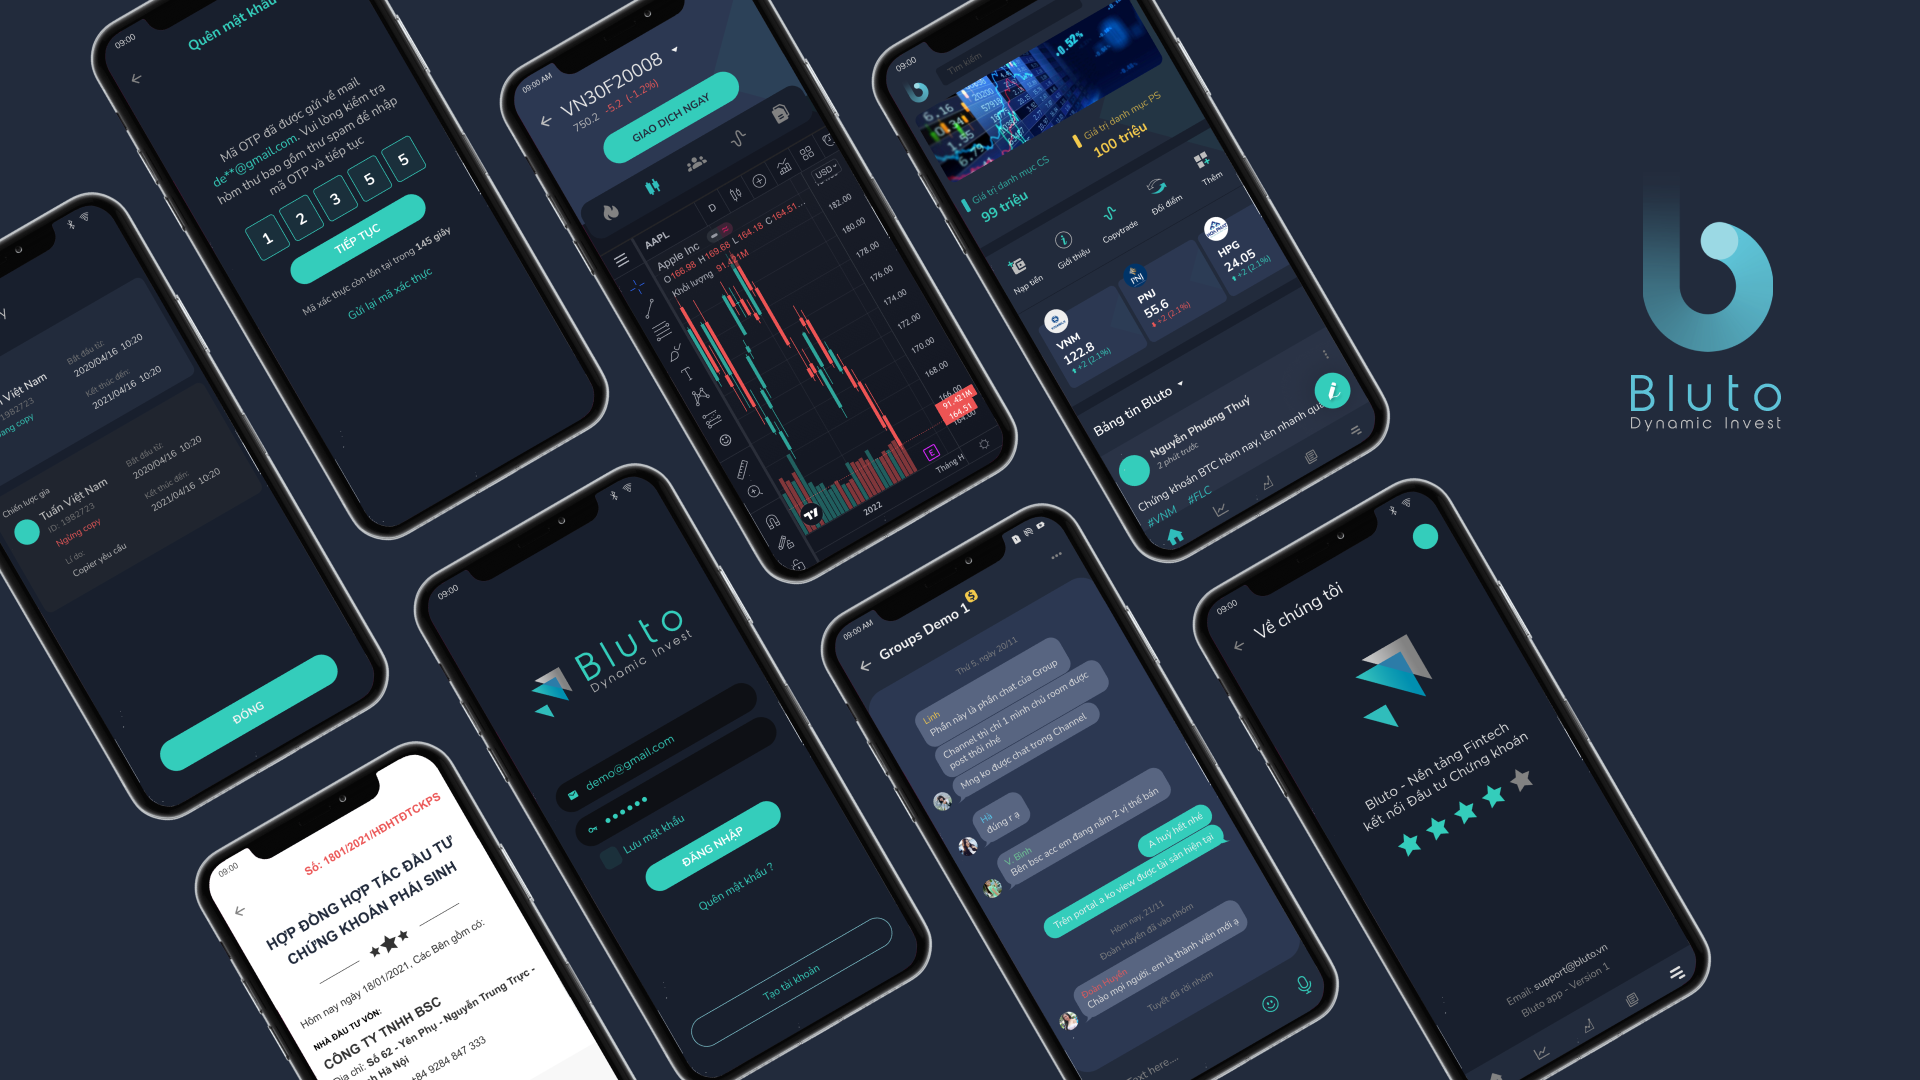 09:00
Quên mật khẩu
Mã OTP đã được gửi về mail
de**@gmail.com. Vui lòng kiểm tra
hòm thư bao gồm thư spam để nhập
mã OTP và tiếp tục
1 2 3 5 5
TIẾP TỤC
Mã xác thực còn tồn tại trong 145 giây
Gửi lại mã xác thực
09:00 AM
VN30F20008
750.2 -5.2 (-1,2%)
GIAO DỊCH NGAY
D
AAPL
USD
Apple Inc
O166.98 H169.68 L164.18 C164.51...
Khối lượng 91.421M
182.00
180.00
178.00
176.00
174.00
172.00
170.00
168.00
166.00
91.421M
164.51
164.00
E
2022
Tháng H
09:00
Tìm kiếm
Giá trị danh mục CS
99 triệu
Giá trị danh mục PS
100 triệu
Nạp tiền
Giới thiệu
Copytrade
Đổi điểm
Thêm
VNM
122.8
+2 (2.1%)
PNJ
55.6
+2 (2.1%)
HPG
24.05
+2 (2.1%)
Bảng tin Bluto
Nguyễn Phương Thuý
2 phút trước
Chứng khoán BTC hôm nay, lên nhanh quá
#VNM #FLC
Bluto
Dynamic Invest
y
Việt Nam
1982723
Đang copy
Bắt đầu từ:
2020/04/16 10:20
Kết thúc đến:
2021/04/16 10:20
Chiến lược gia
Tuấn Việt Nam
ID: 1982723
Ngừng copy
Lí do:
Copier yêu cầu
Bắt đầu từ:
2020/04/16 10:20
Kết thúc đến:
2021/04/16 10:20
ĐÓNG
09:00
Số: 1801/2021/HĐHTĐTCKPS
HỢP ĐỒNG HỢP TÁC ĐẦU TƯ
CHỨNG KHOÁN PHÁI SINH
Hôm nay ngày 18/01/2021, Các Bên gồm có:
NHÀ ĐẦU TƯ VỐN:
CÔNG TY TNHH BSC
Địa chỉ: Số 62 - Yên Phụ - Nguyễn Trung Trực -
h Hà Nội
+84 9284 847 333
09:00
Bluto
Dynamic Invest
demo@gmail.com
Lưu mật khẩu
ĐĂNG NHẬP
Quên mật khẩu ?
Tạo tài khoản
09:00 AM
Groups Demo 1
Thứ 5, ngày 20/11
Linh
Phần này là phần chat của Group
Channel thì chỉ 1 mình chủ room được
post thôi nhé
Mng ko được chat trong Channel
Hà
đúng r ạ
V. Bình
Bên bsc acc em đang nắm 2 vị thế bán
A huỷ hết nhé
Trên portal a ko view được tài sản hiện tại
Hôm nay, 21/11
Đoàn Huyền đã vào nhóm
Đoàn Huyền
Chào mọi người, em là thành viên mới ạ
Tuyết đã rời nhóm
Text here....
09:00
Về chúng tôi
Bluto - Nền tảng Fintech
kết nối Đầu tư Chứng khoán
Email: support@bluto.vn
Bluto app - Version 1